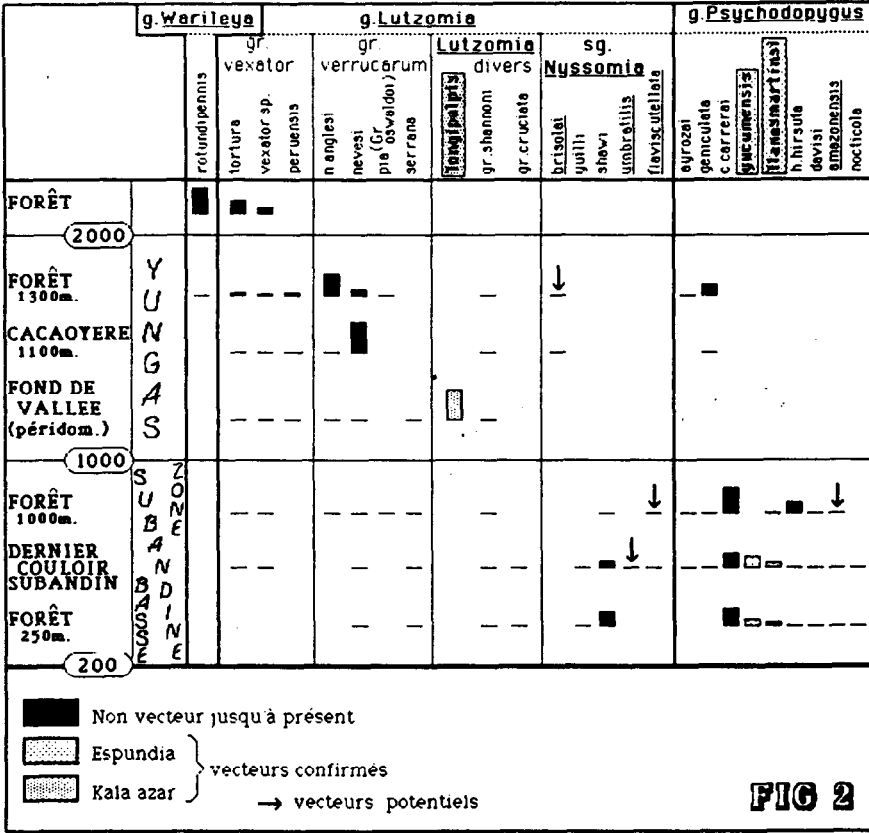 g.Warileya g.Lutzomia g.Psychodopygus
gr. vexator
gr. verrucarum
Lutzomia divers
sg. Nyssomia
rotundipennis
tortura
vexator sp.
peruensis
n anglesi
nevesi
pia (Gr oswaldoi)
serrana
longipalpis
gr.shannoni
gr.cruciata
brisolai
yuilli
shawi
umbratilis
flaviscutellata
ayrozai
geniculata
c carrerai
yucumensis
llanosmartinsi
h.hirsuta
davisi
amazonensis
nocticola
FORÊT
2000
FORÊT
1300m.
CACAOYERE
1100m.
FOND DE
VALLEE
(péridom.)
YUNGAS
1000
FORÊT
1000m.
DERNIER
COULOIR
SUBANDIN
FORÊT
250m.
ZONE
SUBANDINE
BASSE
200
Non vecteur jusqu'à présent
Espundia
Kala azar
vecteurs confirmés
→ vecteurs potentiels
FIG 2